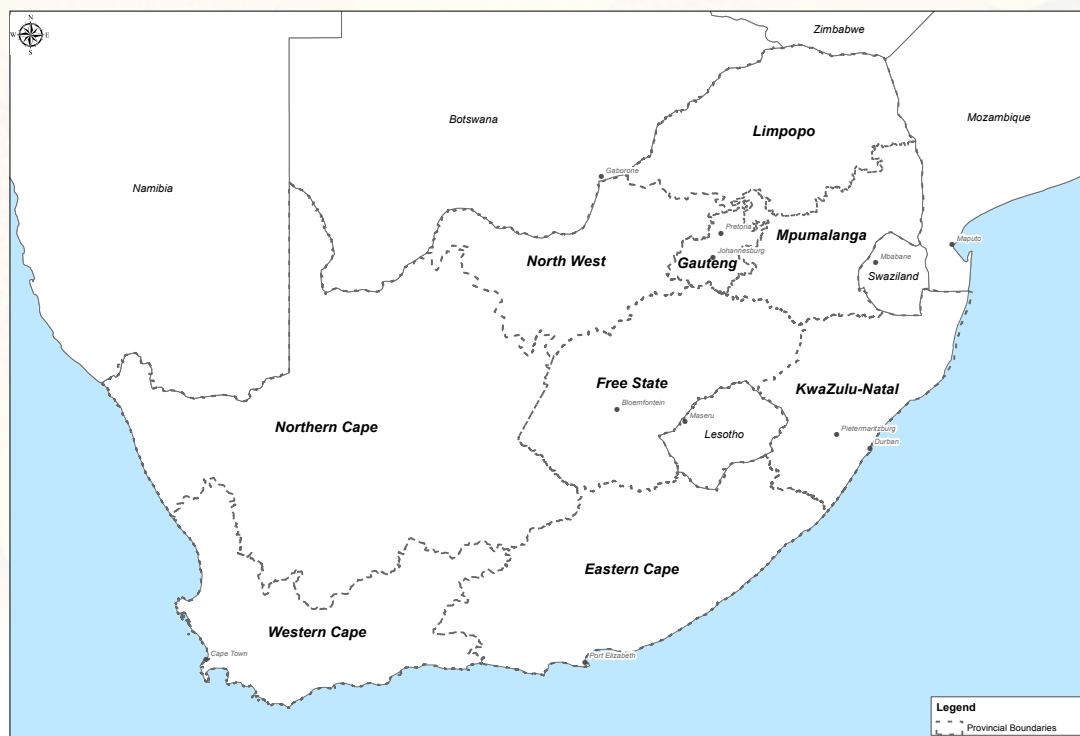 N
W E
S
Zimbabwe
Mozambique
Botswana
Limpopo
Gaborone
Namibia
Pretoria
Mpumalanga
Maputo
Johannesburg
North West
Gauteng
Mbabane
Swaziland
Free State
KwaZulu-Natal
Bloemfontein
Maseru
Northern Cape
Lesotho
Pietermaritzburg
Durban
Eastern Cape
Western Cape
Cape Town
Port Elizabeth
Legend
Provincial Boundaries